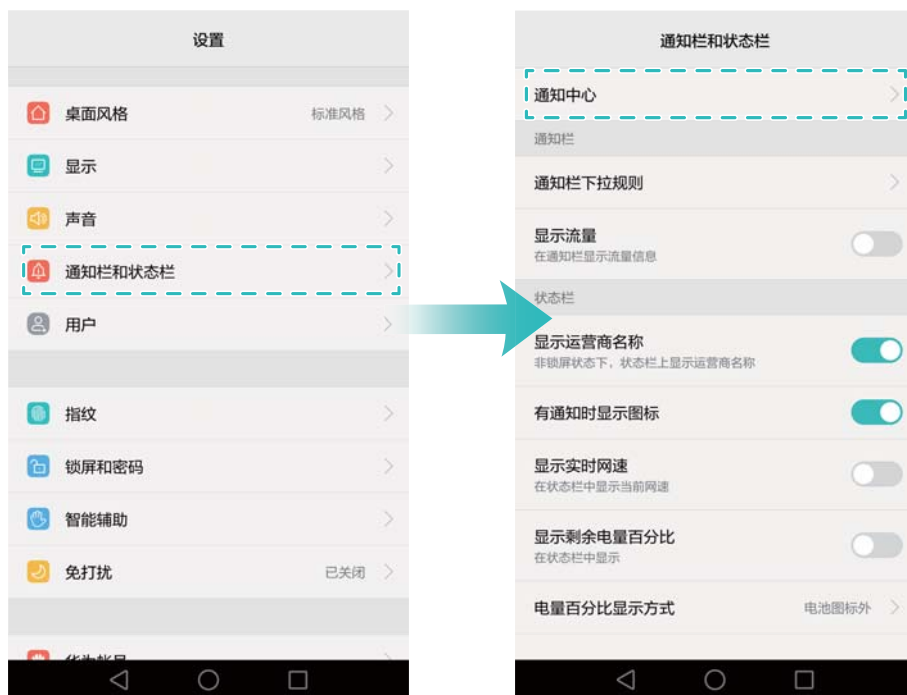 设置
桌面风格
标准风格
显示
声音
通知栏和状态栏
用户
指纹
锁屏和密码
智能辅助
免打扰
已关闭
通知栏和状态栏
通知中心
通知栏
通知栏下拉规则
显示流量
在通知栏显示流量信息
状态栏
显示运营商名称
非锁屏状态下，状态栏上显示运营商名称
有通知时显示图标
显示实时网速
在状态栏中显示当前网速
显示剩余电量百分比
在状态栏中显示
电量百分比显示方式
电池图标外